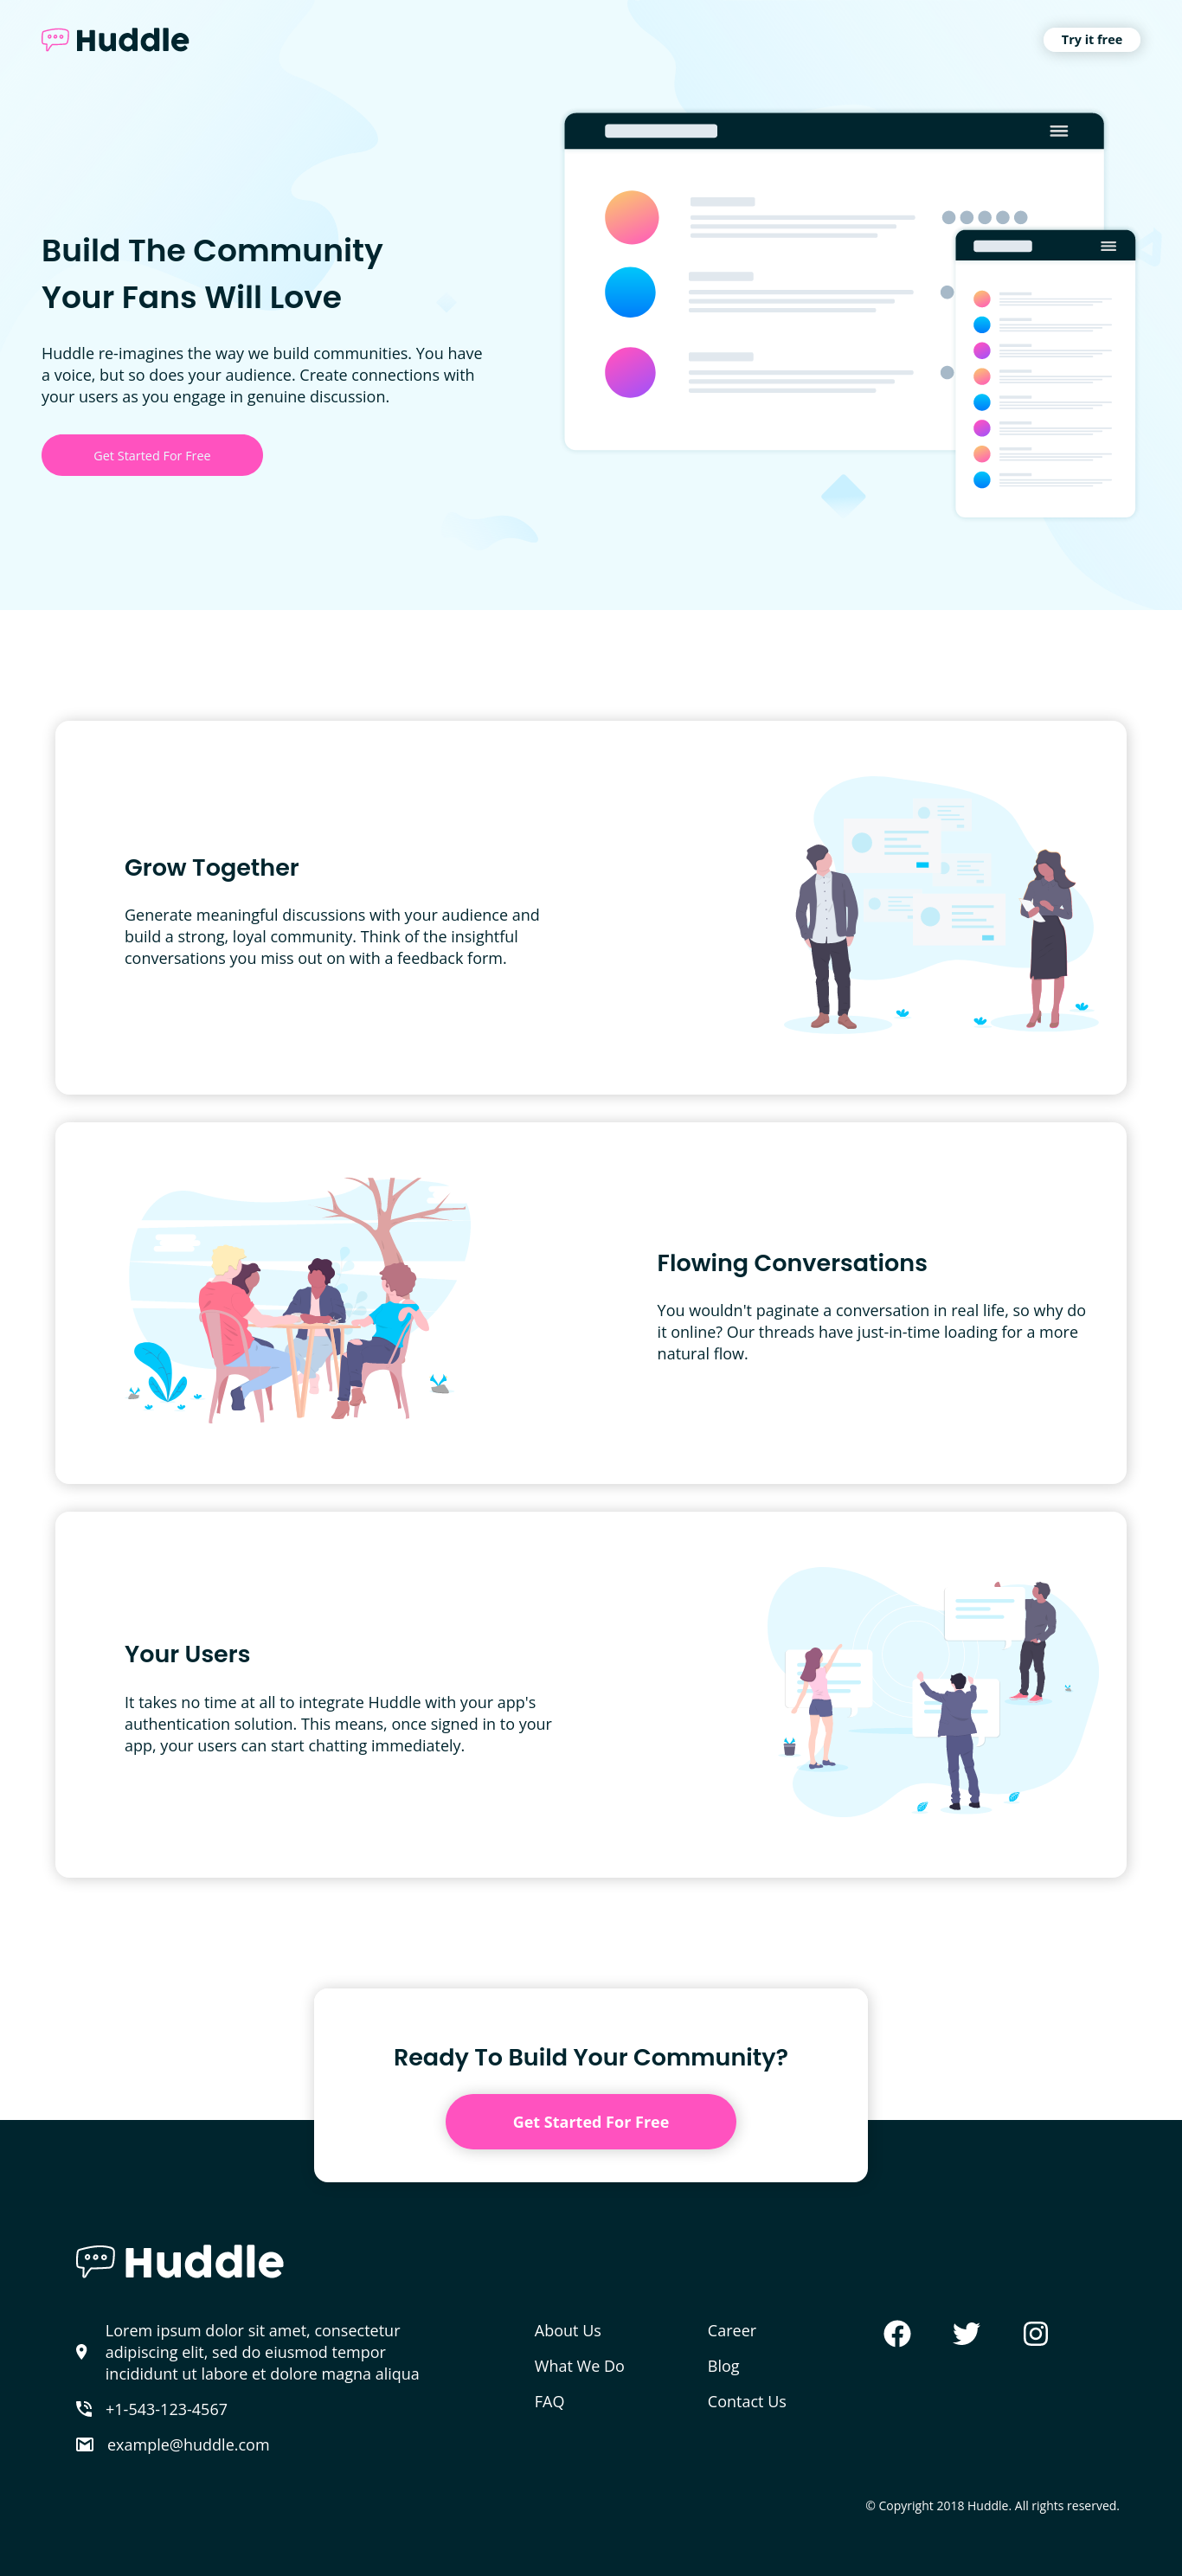 Huddle
Try it free
Build The Community
Your Fans Will Love
Huddle re-imagines the way we build communities. You have
a voice, but so does your audience. Create connections with
your users as you engage in genuine discussion.
Get Started For Free
Grow Together
Generate meaningful discussions with your audience and
build a strong, loyal community. Think of the insightful
conversations you miss out on with a feedback form.
Flowing Conversations
You wouldn't paginate a conversation in real life, so why do
it online? Our threads have just-in-time loading for a more
natural flow.
Your Users
It takes no time at all to integrate Huddle with your app's
authentication solution. This means, once signed in to your
app, your users can start chatting immediately.
Ready To Build Your Community?
Get Started For Free
Huddle
Lorem ipsum dolor sit amet, consectetur
adipiscing elit, sed do eiusmod tempor
incididunt ut labore et dolore magna aliqua
+1-543-123-4567
example@huddle.com
About Us
What We Do
FAQ
Career
Blog
Contact Us
© Copyright 2018 Huddle. All rights reserved.